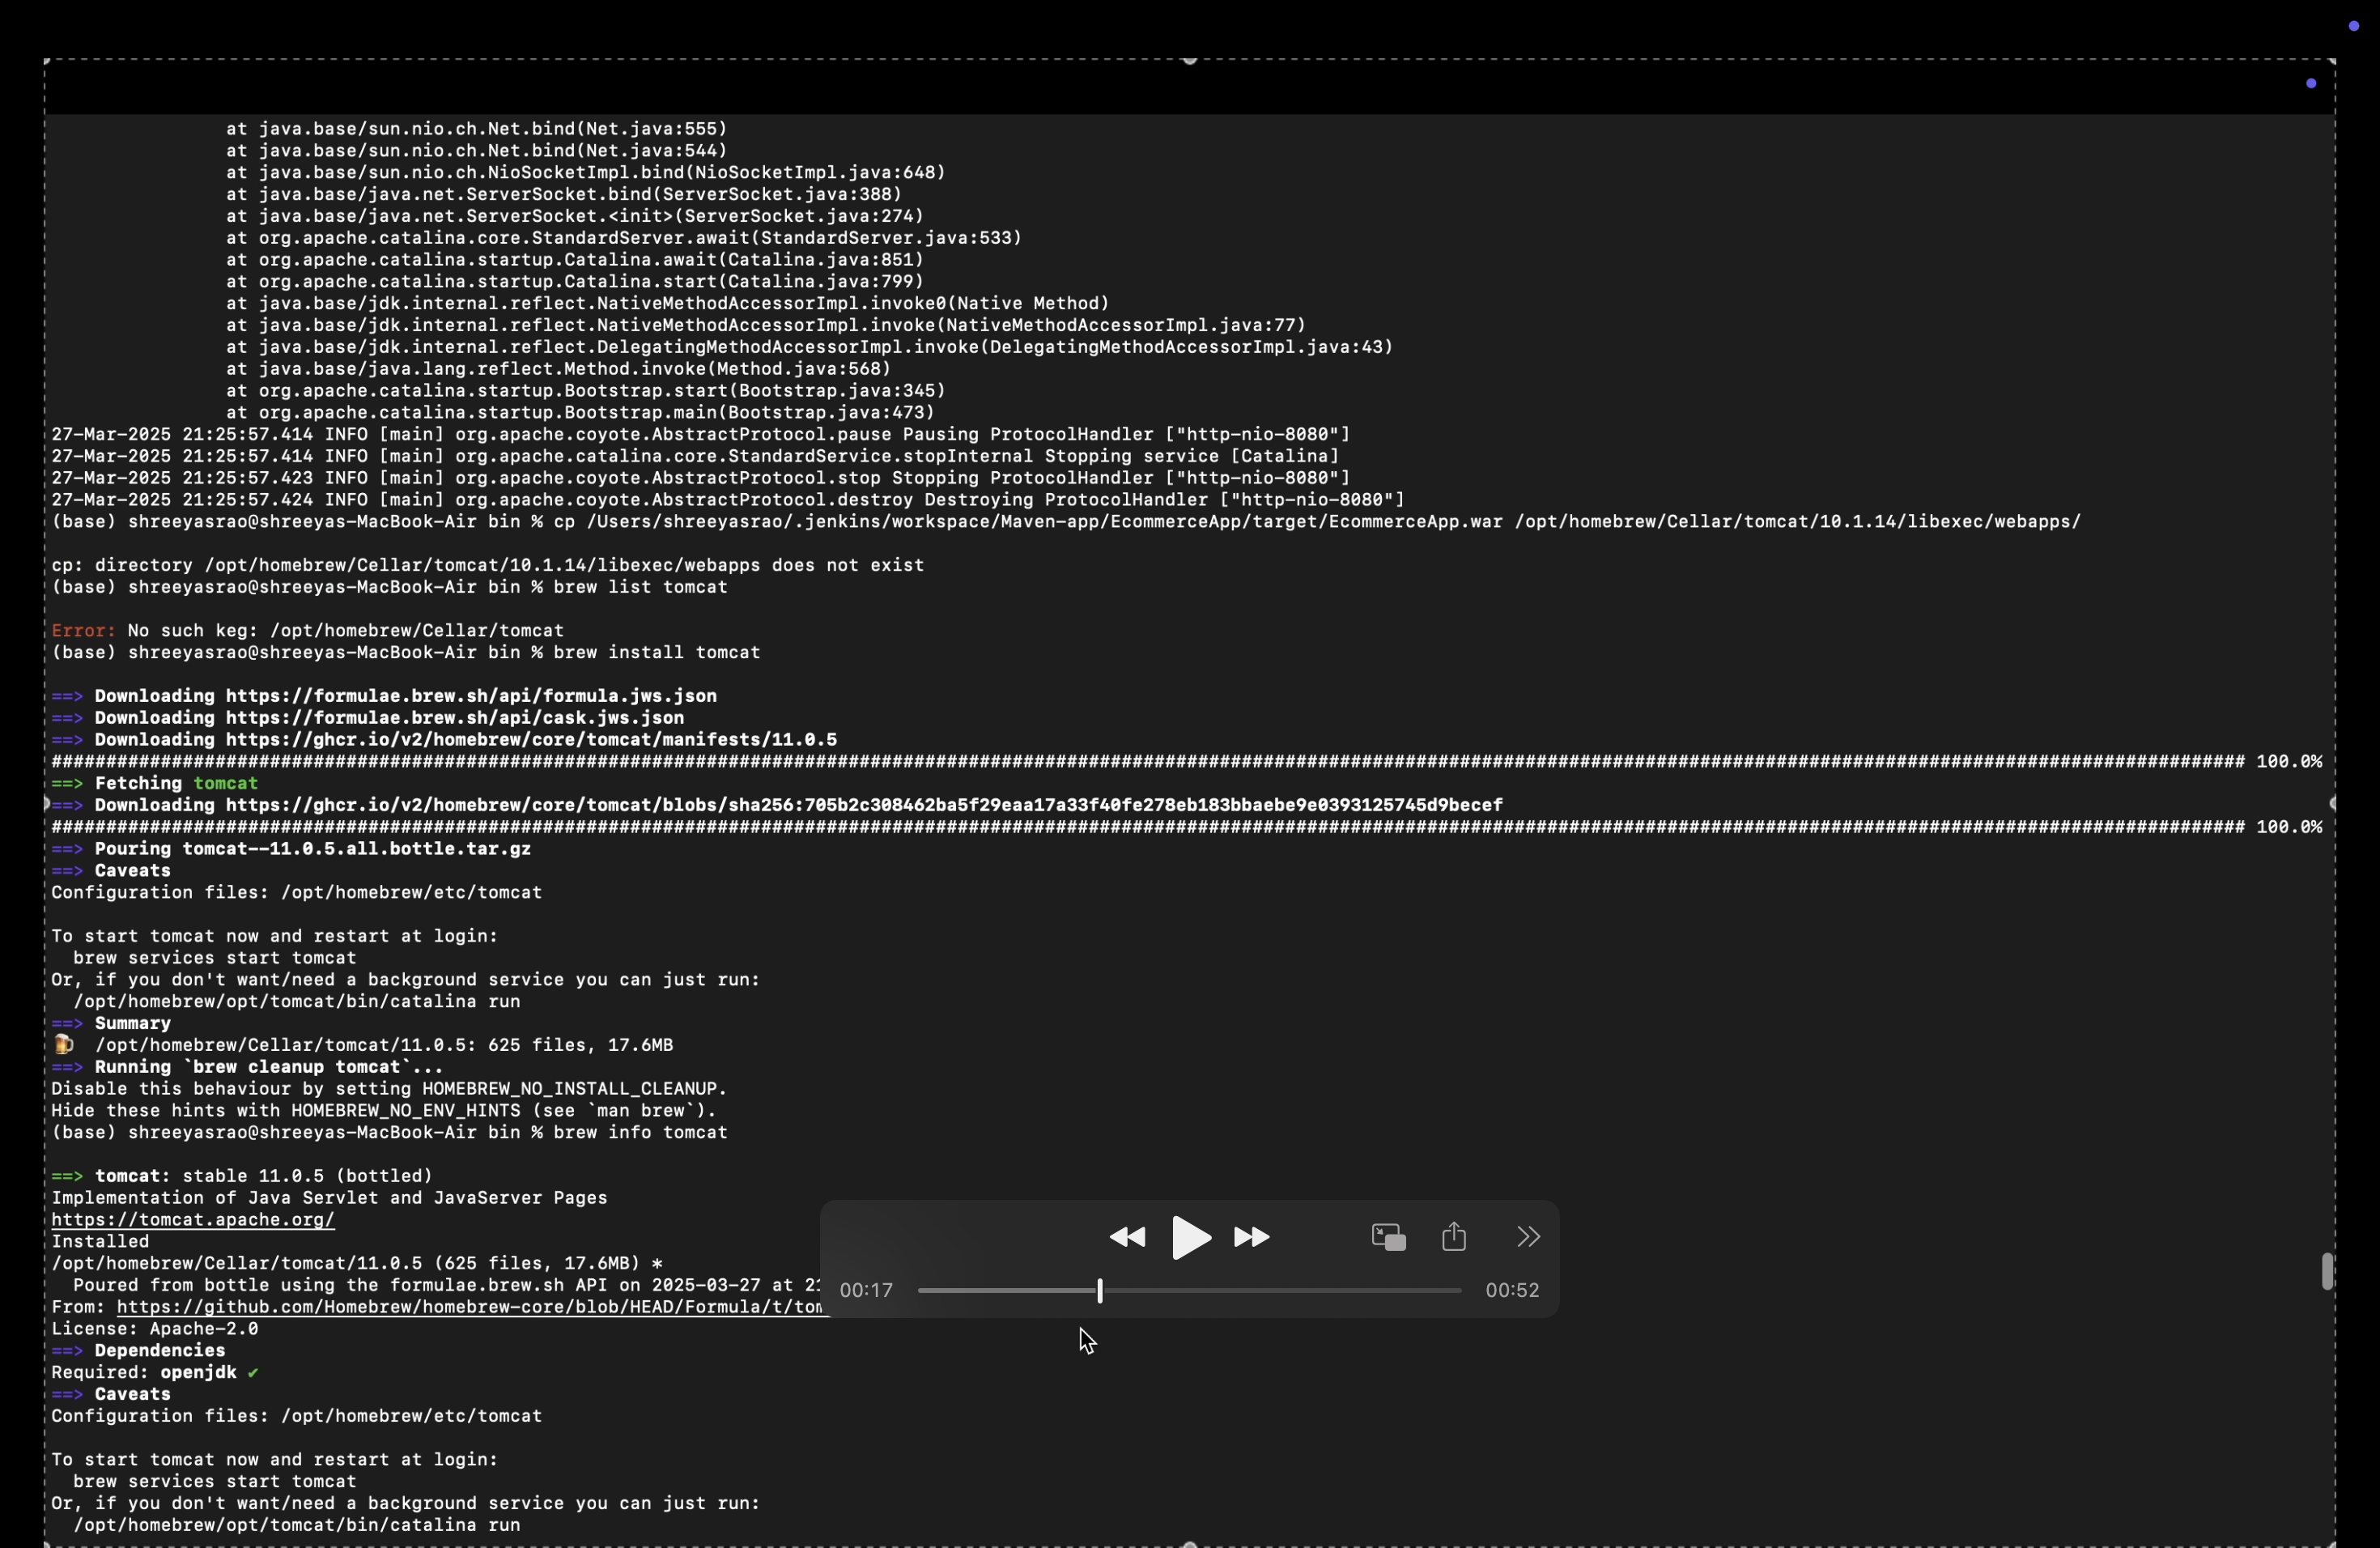 at java.base/sun.nio.ch.Net.bind(Net.java:555)
at java.base/sun.nio.ch.Net.bind(Net.java:544)
at java.base/sun.nio.ch.NioSocketImpl.bind(NioSocketImpl.java:648)
at java.base/java.net.ServerSocket.bind(ServerSocket.java:388)
at java.base/java.net.ServerSocket.<init>(ServerSocket.java:274)
at org.apache.catalina.core.StandardServer.await(StandardServer.java:533)
at org.apache.catalina.startup.Catalina.await(Catalina.java:851)
at org.apache.catalina.startup.Catalina.start(Catalina.java:799)
at java.base/jdk.internal.reflect.NativeMethodAccessorImpl.invoke0(Native Method)
at java.base/jdk.internal.reflect.NativeMethodAccessorImpl.invoke(NativeMethodAccessorImpl.java:77)
at java.base/jdk.internal.reflect.DelegatingMethodAccessorImpl.invoke(DelegatingMethodAccessorImpl.java:43)
at java.base/java.lang.reflect.Method.invoke(Method.java:568)
at org.apache.catalina.startup.Bootstrap.start(Bootstrap.java:345)
at org.apache.catalina.startup.Bootstrap.main(Bootstrap.java:473)
27-Mar-2025 21:25:57.414 INFO [main] org.apache.coyote.AbstractProtocol.pause Pausing ProtocolHandler ["http-nio-8080"]
27-Mar-2025 21:25:57.414 INFO [main] org.apache.catalina.core.StandardService.stopInternal Stopping service [Catalina]
27-Mar-2025 21:25:57.423 INFO [main] org.apache.coyote.AbstractProtocol.stop Stopping ProtocolHandler ["http-nio-8080"]
27-Mar-2025 21:25:57.424 INFO [main] org.apache.coyote.AbstractProtocol.destroy Destroying ProtocolHandler ["http-nio-8080"]
(base) shreeyasrao@shreeyas-MacBook-Air bin % cp /Users/shreeyasrao/.jenkins/workspace/Maven-app/EcommerceApp/target/EcommerceApp.war /opt/homebrew/Cellar/tomcat/10.1.14/libexec/webapps/
cp: directory /opt/homebrew/Cellar/tomcat/10.1.14/libexec/webapps does not exist
(base) shreeyasrao@shreeyas-MacBook-Air bin % brew list tomcat
Error: No such keg: /opt/homebrew/Cellar/tomcat
(base) shreeyasrao@shreeyas-MacBook-Air bin % brew install tomcat
==> Downloading https://formulae.brew.sh/api/formula.jws.json
==> Downloading https://formulae.brew.sh/api/cask.jws.json
==> Downloading https://ghcr.io/v2/homebrew/core/tomcat/manifests/11.0.5
######################################################################## 100.0%
==> Fetching tomcat
==> Downloading https://ghcr.io/v2/homebrew/core/tomcat/blobs/sha256:705b2c308462ba5f29eaa17a33f40fe278eb183bbaebe9e0393125745d9becef
######################################################################## 100.0%
==> Pouring tomcat--11.0.5.all.bottle.tar.gz
==> Caveats
Configuration files: /opt/homebrew/etc/tomcat
To start tomcat now and restart at login:
brew services start tomcat
Or, if you don't want/need a background service you can just run:
/opt/homebrew/opt/tomcat/bin/catalina run
==> Summary
🍺 /opt/homebrew/Cellar/tomcat/11.0.5: 625 files, 17.6MB
==> Running `brew cleanup tomcat`...
Disable this behaviour by setting HOMEBREW_NO_INSTALL_CLEANUP.
Hide these hints with HOMEBREW_NO_ENV_HINTS (see `man brew`).
(base) shreeyasrao@shreeyas-MacBook-Air bin % brew info tomcat
==> tomcat: stable 11.0.5 (bottled)
Implementation of Java Servlet and JavaServer Pages
https://tomcat.apache.org/
Installed
/opt/homebrew/Cellar/tomcat/11.0.5 (625 files, 17.6MB) *
Poured from bottle using the formulae.brew.sh API on 2025-03-27 at 21
From: https://github.com/Homebrew/homebrew-core/blob/HEAD/Formula/t/tom
00:17
00:52
License: Apache-2.0
==> Dependencies
Required: openjdk ✔
==> Caveats
Configuration files: /opt/homebrew/etc/tomcat
To start tomcat now and restart at login:
brew services start tomcat
Or, if you don't want/need a background service you can just run:
/opt/homebrew/opt/tomcat/bin/catalina run